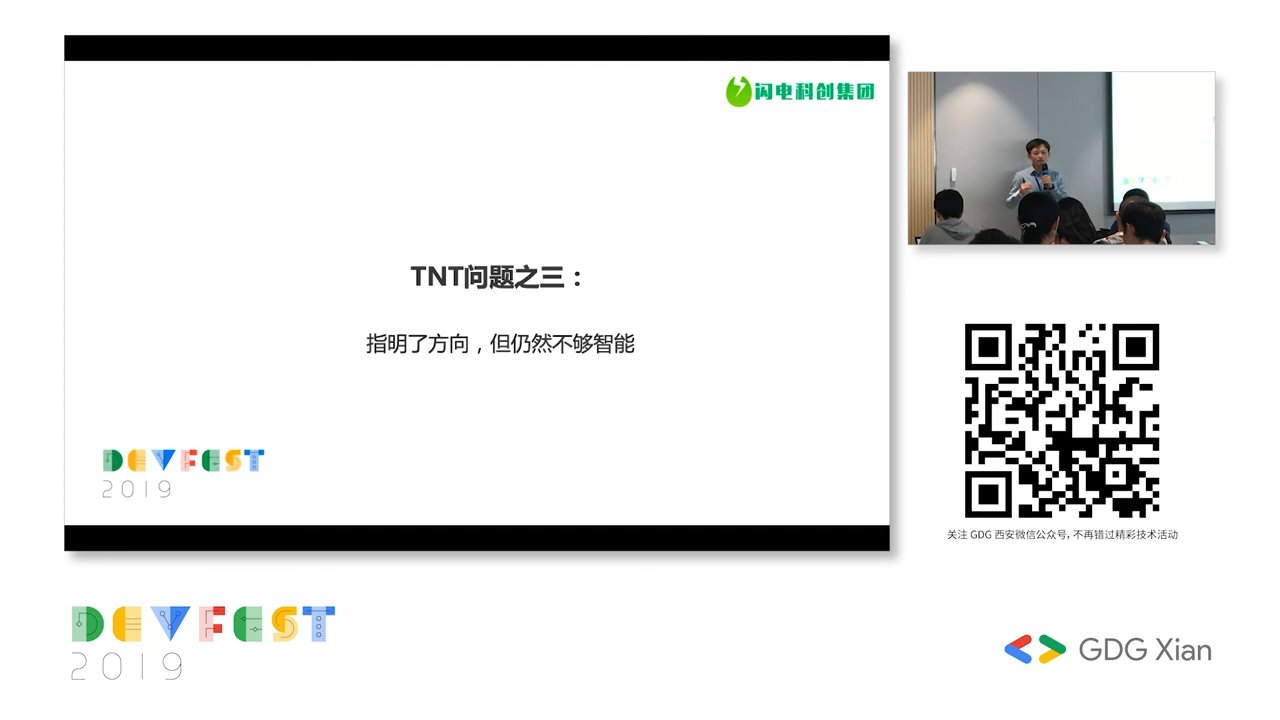 闪电科创集团
TNT问题之三：
指明了方向，但仍然不够智能
DEVFEST
2019
关注 GDG 西安微信公众号, 不再错过精彩技术活动
DEVFEST
2019
GDG Xian